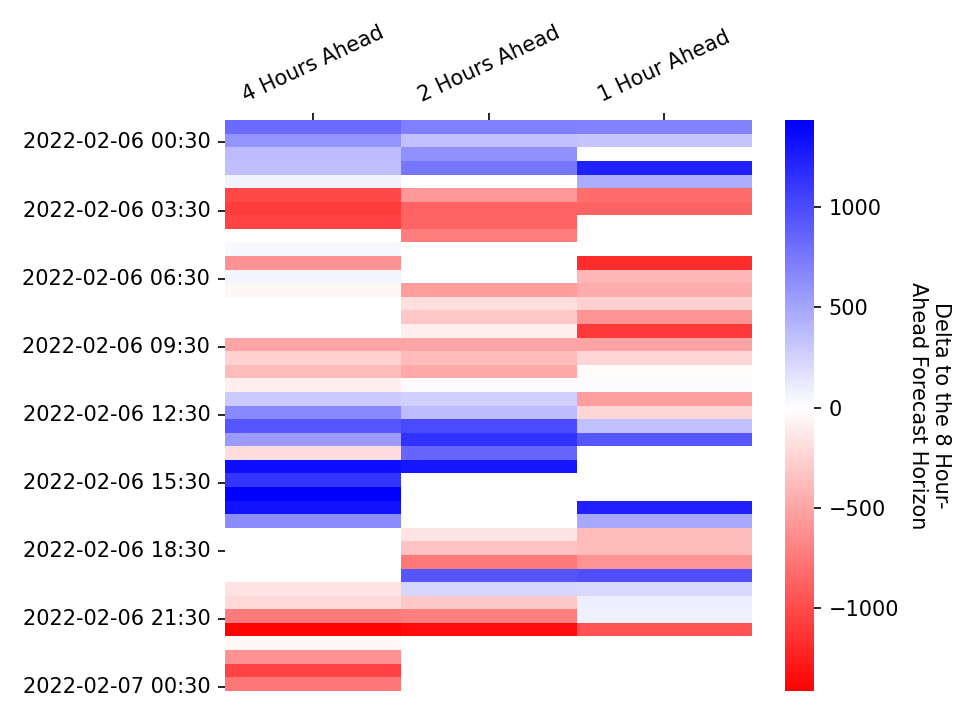 4 Hours Ahead
2 Hours Ahead
1 Hour Ahead
2022-02-06 00:30
2022-02-06 03:30
2022-02-06 06:30
2022-02-06 09:30
2022-02-06 12:30
2022-02-06 15:30
2022-02-06 18:30
2022-02-06 21:30
2022-02-07 00:30
1000
500
0
−500
−1000
Delta to the 8 Hour-
Ahead Forecast Horizon